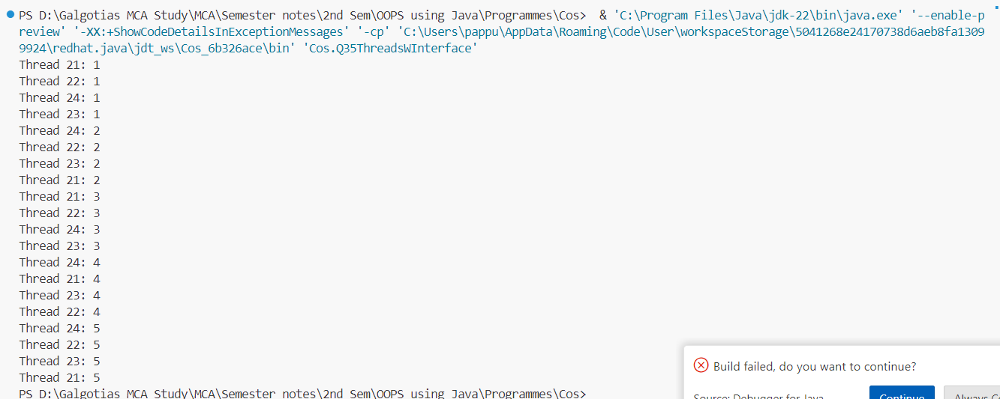 PS D:\Galgotias MCA Study\MCA\Semester notes\2nd Sem\OOPS using Java\Programmes\Cos>  & 'C:\Program Files\Java\jdk-22\bin\java.exe' '--enable-p
review' '-XX:+ShowCodeDetailsInExceptionMessages' '-cp' 'C:\Users\pappu\AppData\Roaming\Code\User\workspaceStorage\5041268e24170738d6aeb8fa1309
9924\redhat.java\jdt_ws\Cos_6b326ace\bin' 'Cos.Q35ThreadsWInterface'
Thread 21: 1
Thread 22: 1
Thread 24: 1
Thread 23: 1
Thread 24: 2
Thread 22: 2
Thread 23: 2
Thread 21: 2
Thread 21: 3
Thread 22: 3
Thread 24: 3
Thread 23: 3
Thread 24: 4
Thread 21: 4
Thread 23: 4
Thread 22: 4
Thread 24: 5
Thread 22: 5
Thread 23: 5
Thread 21: 5
PS D:\Galgotias MCA Study\MCA\Semester notes\2nd Sem\OOPS using Java\Programmes\Cos>
Build failed, do you want to continue?
Source: Debugger for Java
Continue
Always